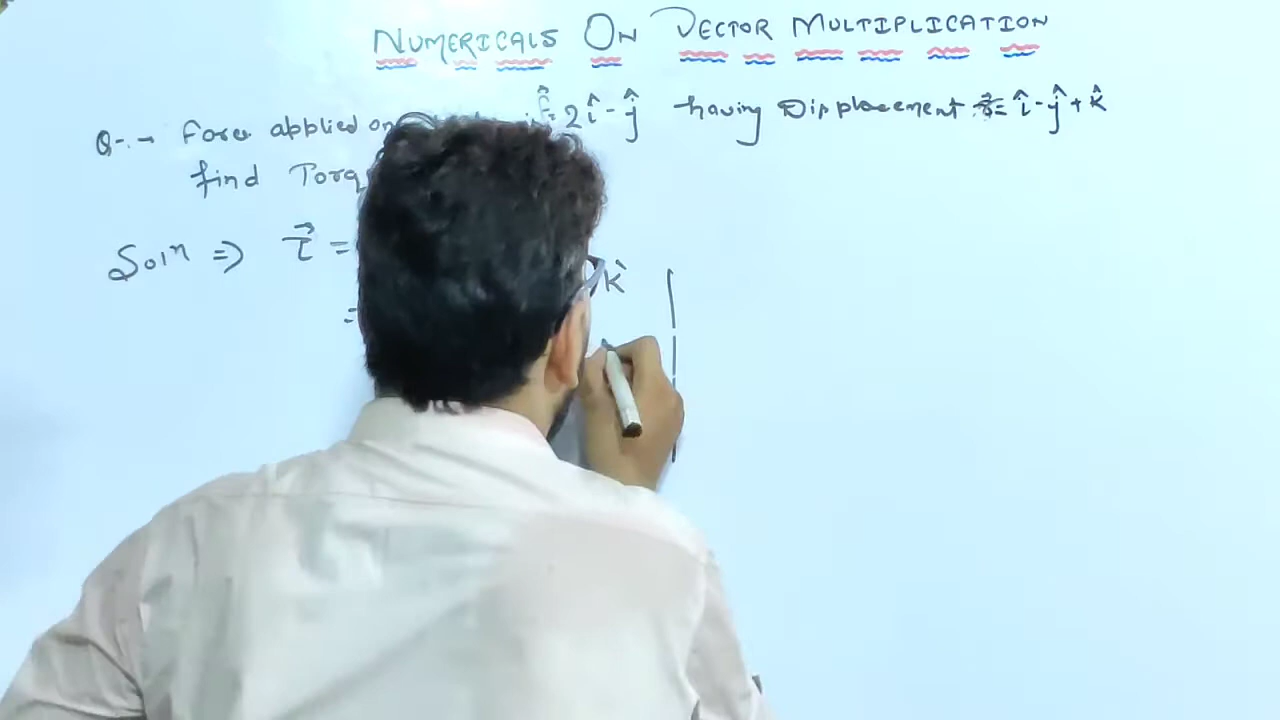 NUMERICALS ON VECTOR MULTIPLICATION
Q-.→ Force applied on F̂=2î-ĵ having Displacement r⃗=î-ĵ+k̂
find Torq
Solⁿ ⇒ τ⃗ =
k̂
=